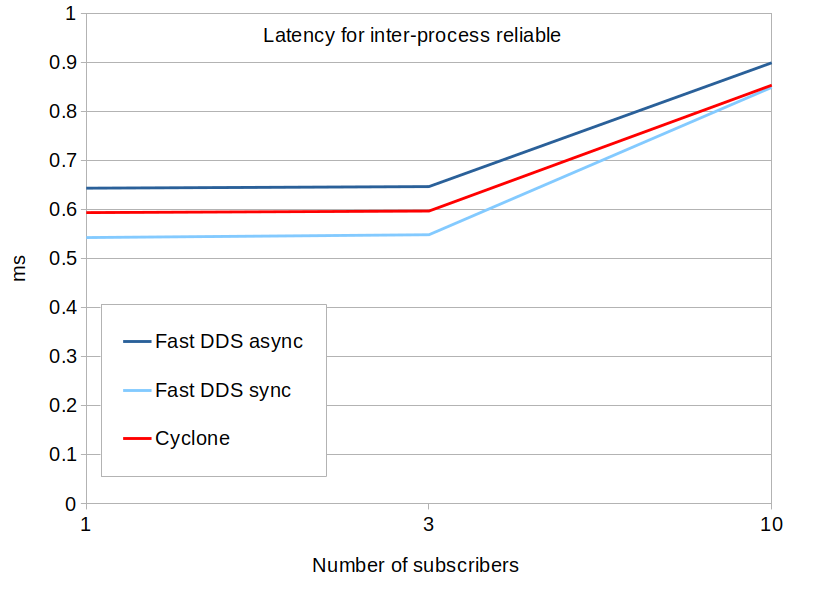 Latency for inter-process reliable
1
0.9
0.8
0.7
0.6
0.5
0.4
0.3
0.2
0.1
0
ms
Fast DDS async
Fast DDS sync
Cyclone
1 3 10
Number of subscribers